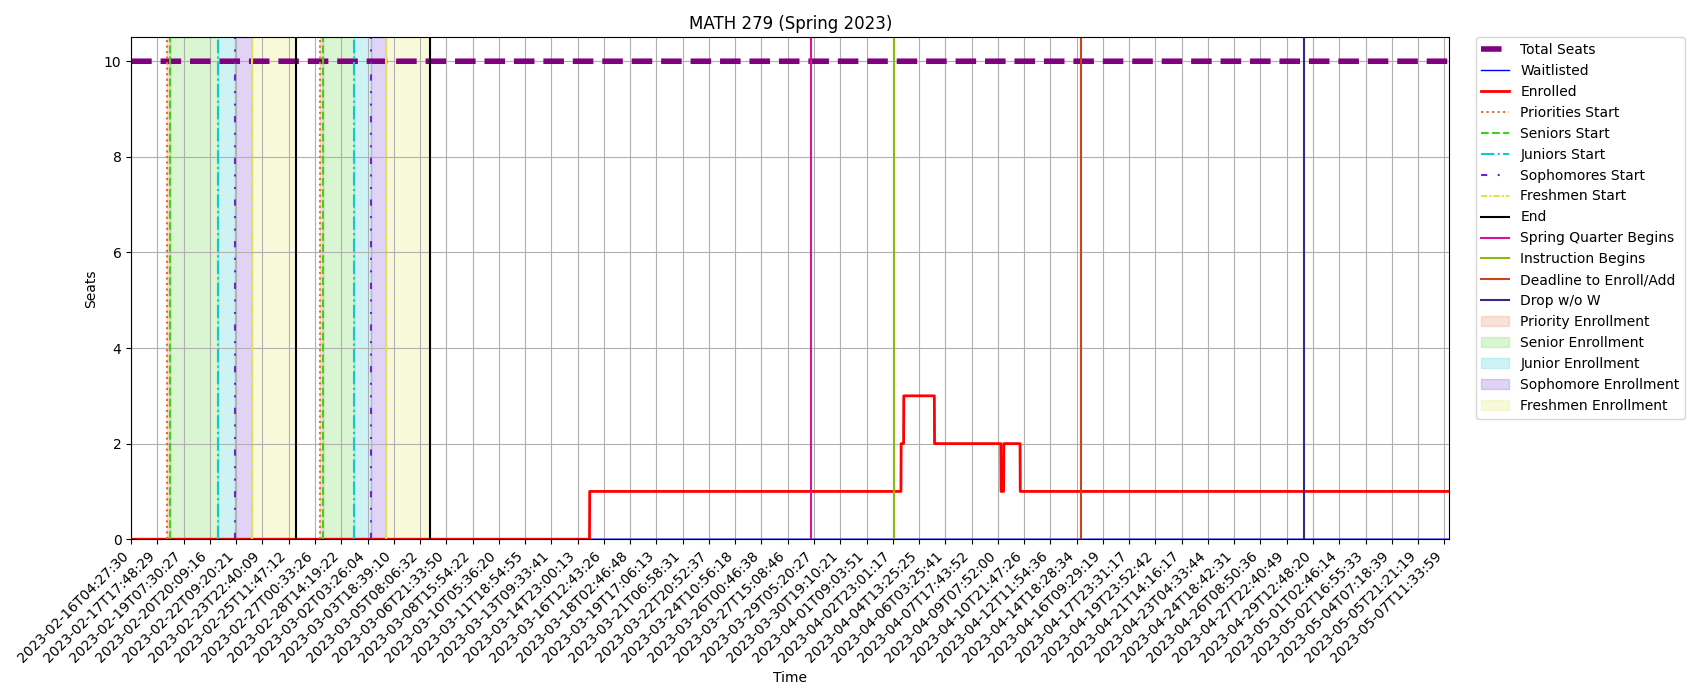 MATH 279 (Spring 2023)
10
8
6
4
2
0
Seats
2023-02-16T04:27:30
2023-02-17T17:48:29
2023-02-19T07:30:27
2023-02-20T20:09:16
2023-02-22T09:20:21
2023-02-23T22:40:09
2023-02-25T11:47:12
2023-02-27T00:33:26
2023-02-28T14:19:22
2023-03-02T03:26:04
2023-03-03T18:39:10
2023-03-05T08:06:32
2023-03-06T21:33:50
2023-03-08T15:54:22
2023-03-10T05:36:20
2023-03-11T18:54:55
2023-03-13T09:33:41
2023-03-14T23:00:13
2023-03-16T12:43:26
2023-03-18T02:46:48
2023-03-19T17:06:13
2023-03-21T06:58:31
2023-03-22T20:52:37
2023-03-24T10:56:18
2023-03-26T00:46:38
2023-03-27T15:08:46
2023-03-29T05:20:27
2023-03-30T19:10:21
2023-04-01T09:03:51
2023-04-02T23:01:17
2023-04-04T13:25:25
2023-04-06T03:25:41
2023-04-07T17:43:52
2023-04-09T07:52:00
2023-04-10T21:47:26
2023-04-12T11:54:36
2023-04-14T18:28:34
2023-04-16T09:29:19
2023-04-17T23:31:17
2023-04-19T23:52:42
2023-04-21T14:16:17
2023-04-23T04:33:44
2023-04-24T18:42:31
2023-04-26T08:50:36
2023-04-27T22:40:49
2023-04-29T12:48:20
2023-05-01T02:46:14
2023-05-02T16:55:33
2023-05-04T07:18:39
2023-05-05T21:21:19
2023-05-07T11:33:59
Time
Total Seats
Waitlisted
Enrolled
Priorities Start
Seniors Start
Juniors Start
Sophomores Start
Freshmen Start
End
Spring Quarter Begins
Instruction Begins
Deadline to Enroll/Add
Drop w/o W
Priority Enrollment
Senior Enrollment
Junior Enrollment
Sophomore Enrollment
Freshmen Enrollment